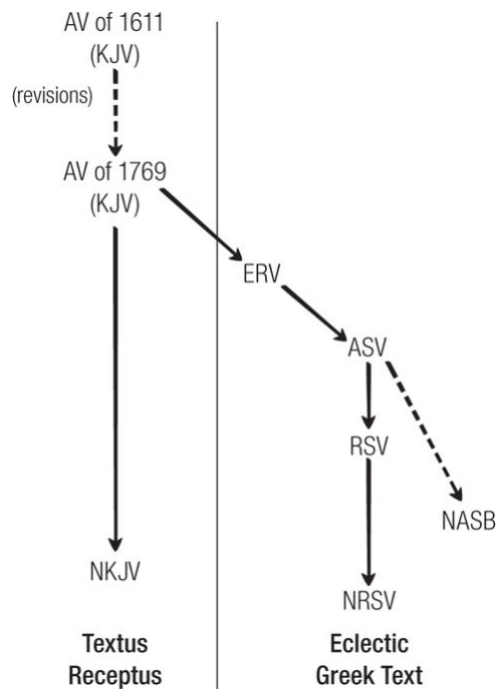 AV of 1611
(KJV)
(revisions)
AV of 1769
(KJV)
ERV
ASV
RSV
NASB
NKJV
NRSV
Textus
Receptus
Eclectic
Greek Text